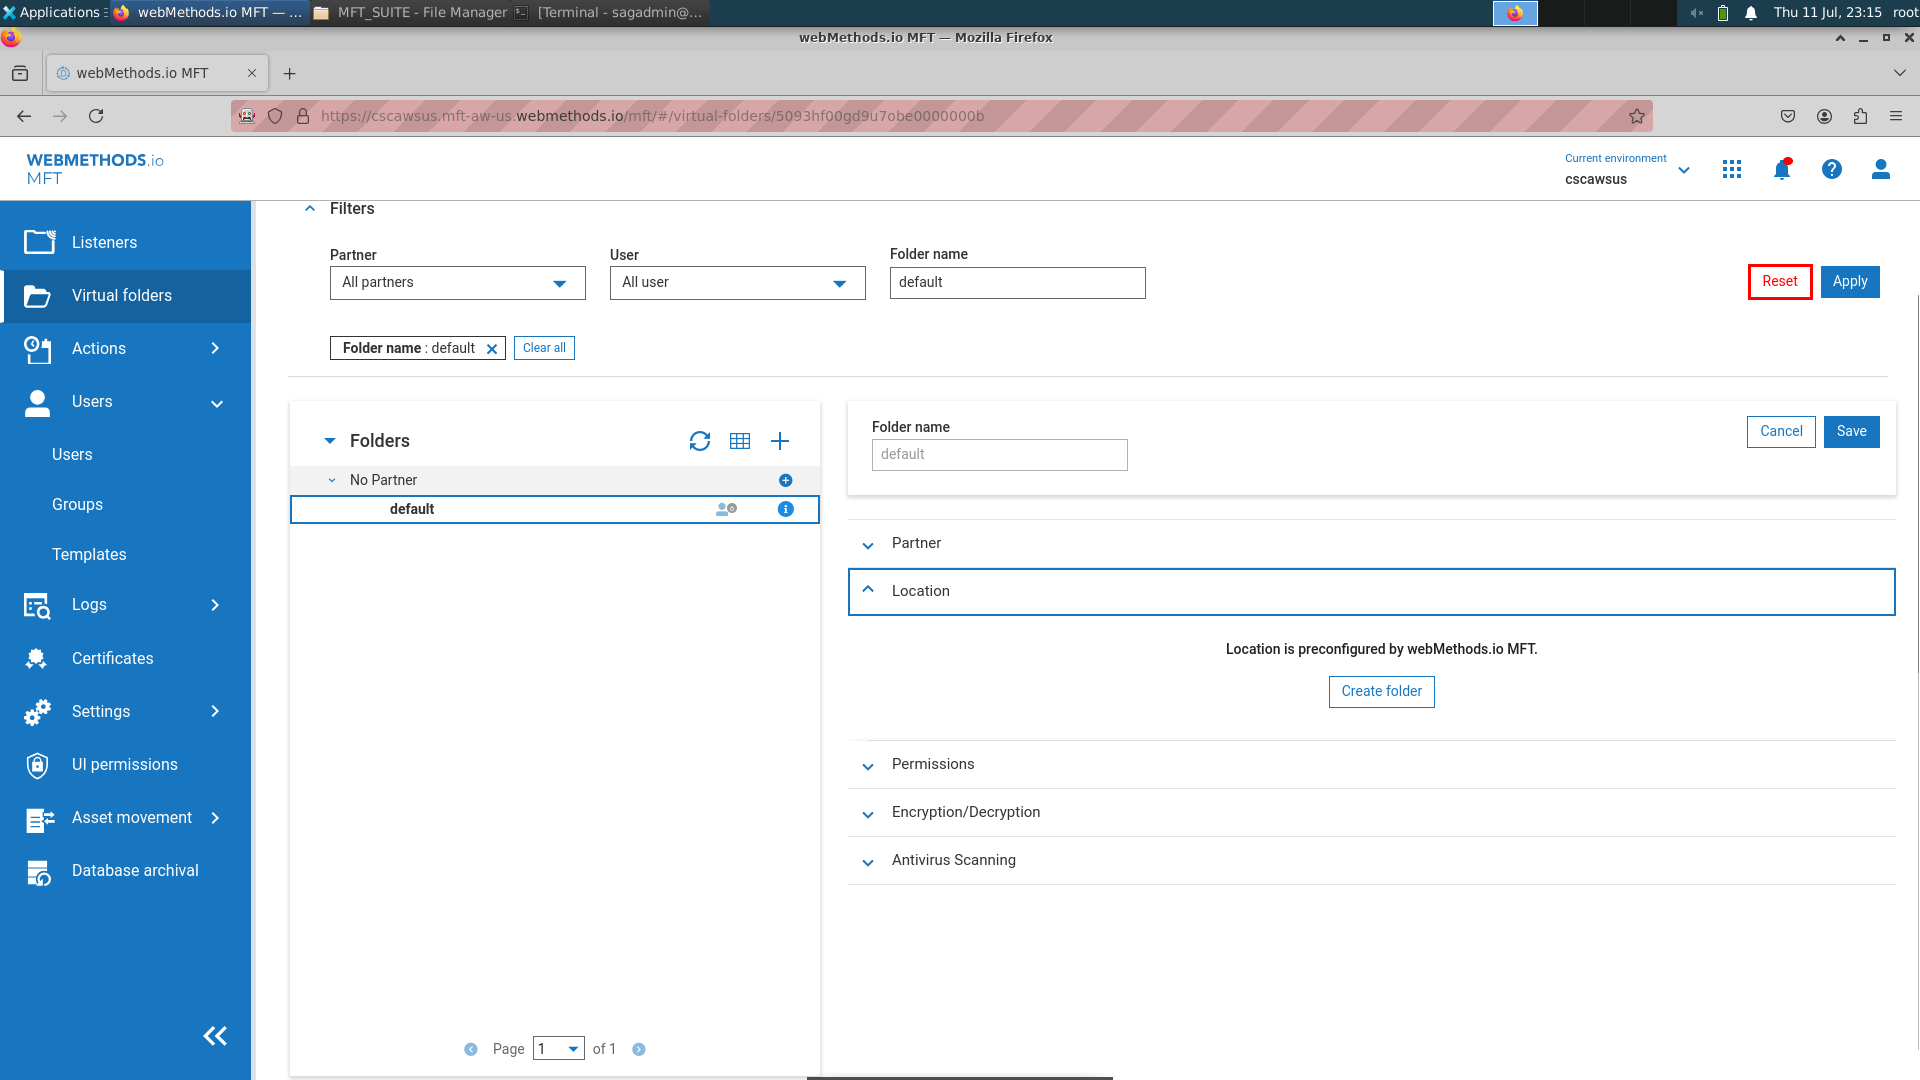 Applications
webMethods.io MFT — ...
MFT_SUITE - File Manager
[Terminal - sagadmin@...
Thu 11 Jul, 23:15
root
webMethods.io MFT — Mozilla Firefox
webMethods.io MFT
https://cscawsus.mft-aw-us.webmethods.io/mft/#/virtual-folders/5093hf00gd9u7obe0000000b
WEBMETHODS.io
MFT
Current environment
cscawsus
Listeners
Virtual folders
Actions
Users
Users
Groups
Templates
Logs
Certificates
Settings
UI permissions
Asset movement
Database archival
Filters
Partner
User
Folder name
All partners
All user
default
Reset
Apply
Folder name : default
Clear all
Folders
No Partner
default
Page 1 of 1
Folder name
default
Cancel
Save
Partner
Location
Location is preconfigured by webMethods.io MFT.
Create folder
Permissions
Encryption/Decryption
Antivirus Scanning